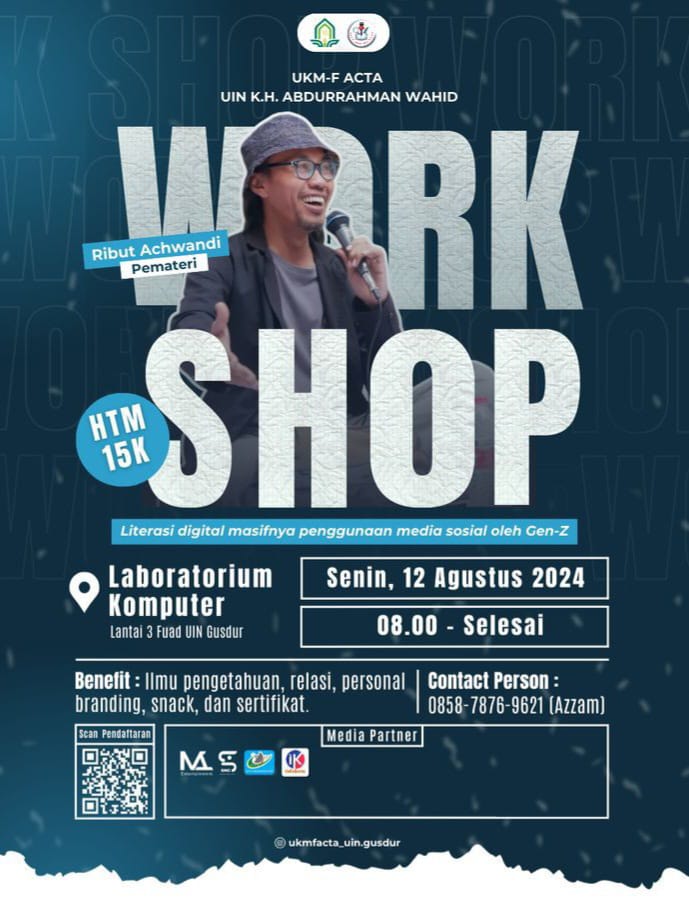 UKM-F ACTA
UIN K.H. ABDURRAHMAN WAHID
WORK
Ribut Achwandi
Pemateri
SHOP
HTM
15K
Literasi digital masifnya penggunaan media sosial oleh Gen-Z
Laboratorium
Komputer
Lantai 3 Fuad UIN Gusdur
Senin, 12 Agustus 2024
08.00 - Selesai
Benefit : Ilmu pengetahuan, relasi, personal
branding, snack, dan sertifikat.
Contact Person :
0858-7876-9621 (Azzam)
Scan Pendaftaran
Media Partner
@ukmfacta_uin.gusdur